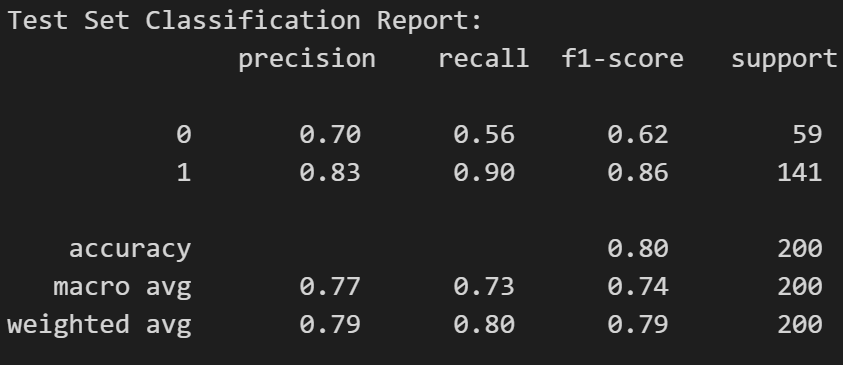 Test Set Classification Report:
precision recall f1-score support
0 0.70 0.56 0.62 59
1 0.83 0.90 0.86 141
accuracy 0.80 200
macro avg 0.77 0.73 0.74 200
weighted avg 0.79 0.80 0.79 200